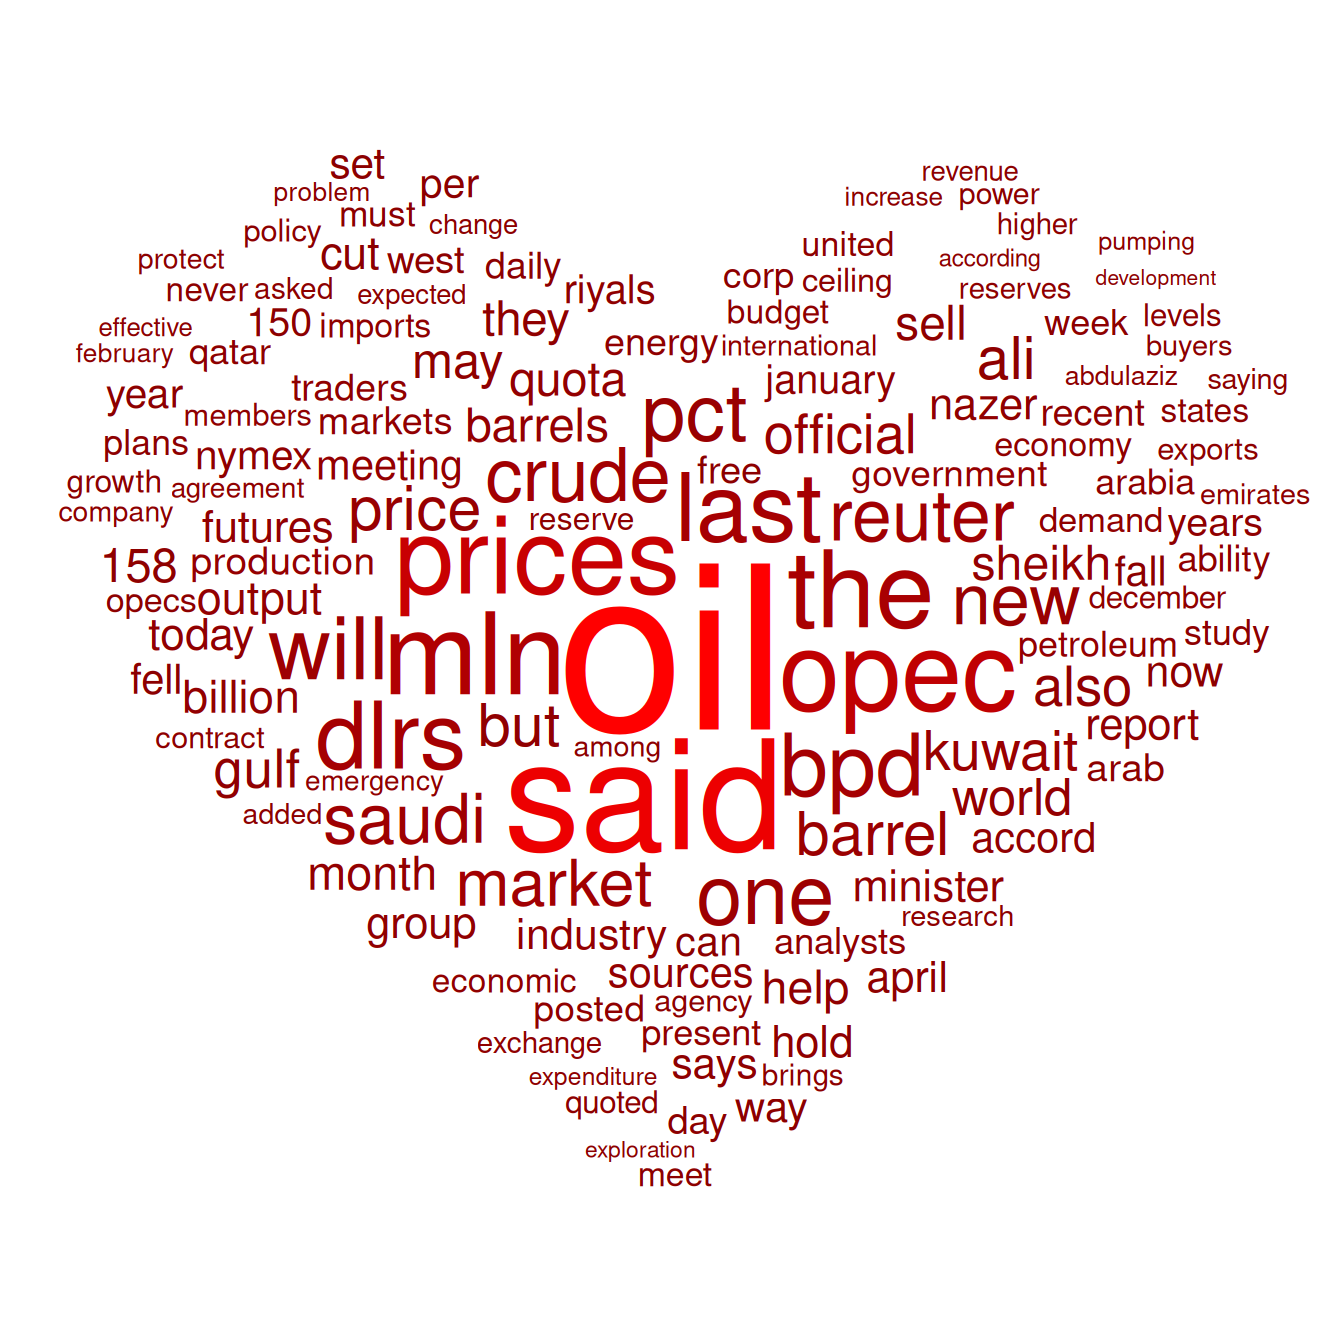 set
problem
per
must
change
policy
revenue
increase
power
higher
united
pumping
protect
cut
west
daily
according
never
asked
expected
riyals
corp
ceiling
reserves
development
effective
150
imports
they
budget
sell
week
levels
february
qatar
may
energy
international
ali
buyers
year
traders
quota
january
abdulaziz
saying
members
markets
barrels
pct
official
nazer
recent
states
plans
nymex
meeting
crude
free
government
economy
exports
growth
agreement
price
reserve
last
reuter
arabia
emirates
company
futures
prices
demand
years
158
production
oil
the
sheikh
fall
ability
opecs
output
new
december
today
will
mln
opec
petroleum
study
fell
billion
also
now
contract
dlrs
but
among
report
gulf
emergency
said
bpd
kuwait
arab
added
saudi
world
barrel
accord
month
market
one
minister
group
industry
can
analysts
research
economic
sources
help
april
posted
agency
exchange
present
hold
expenditure
says
brings
quoted
day
way
exploration
meet